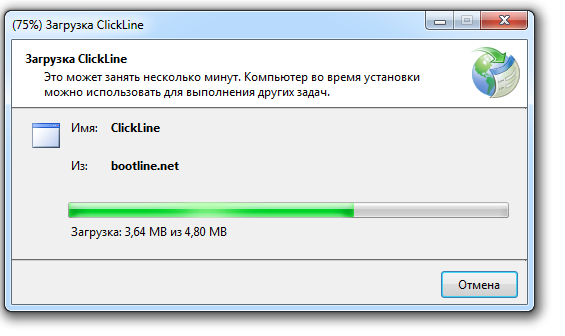 (75%) Загрузка ClickLine
Загрузка ClickLine
Это может занять несколько минут. Компьютер во время установки
можно использовать для выполнения других задач.
Имя: ClickLine
Из: bootline.net
Загрузка: 3,64 MB из 4,80 MB
Отмена